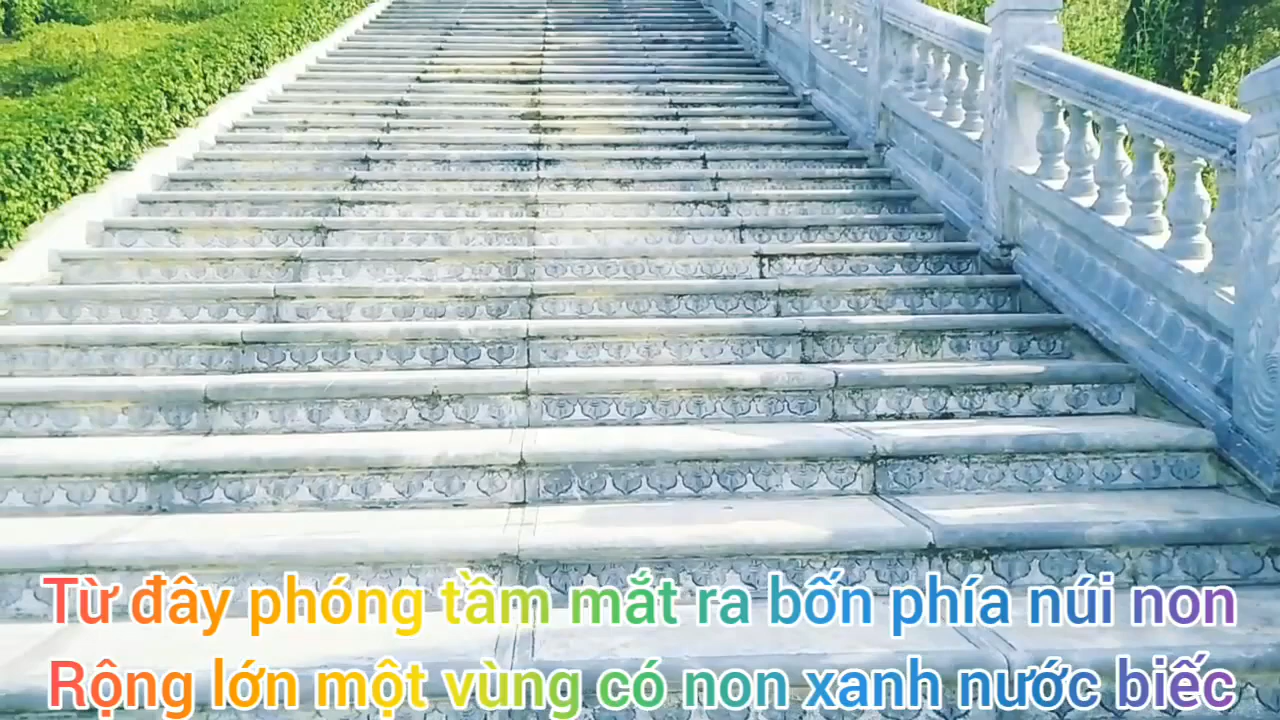 Từ đây phóng tầm mắt ra bốn phía núi non
Rộng lớn một vùng có non xanh nước biếc